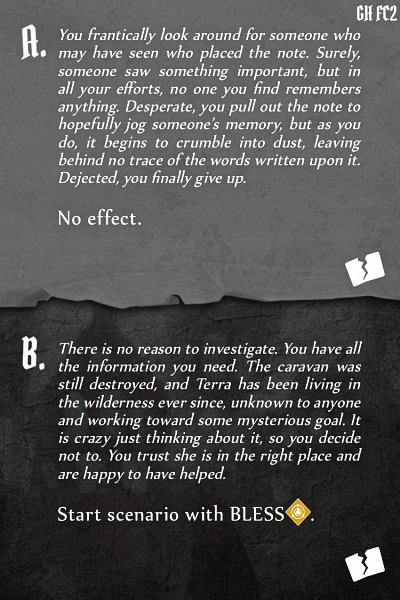 GH FC2
A.
You frantically look around for someone who
may have seen who placed the note. Surely,
someone saw something important, but in
all your efforts, no one you find remembers
anything. Desperate, you pull out the note to
hopefully jog someone's memory, but as you
do, it begins to crumble into dust, leaving
behind no trace of the words written upon it.
Dejected, you finally give up.
No effect.
B.
There is no reason to investigate. You have all
the information you need. The caravan was
still destroyed, and Terra has been living in
the wilderness ever since, unknown to anyone
and working toward some mysterious goal. It
is crazy just thinking about it, so you decide
not to. You trust she is in the right place and
are happy to have helped.
Start scenario with BLESS.